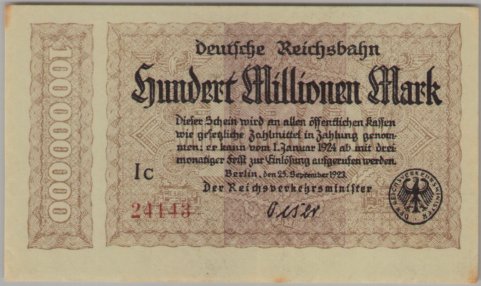 Deutsche Reichsbahn
Hundert Millionen Mark
Dieser Schein wird an allen öffentlichen Kassen
wie gesetzliche Zahlmittel in Zahlung genom-
men; er kann vom 1. Januar 1924 ab mit drei
monatiger Frist zur Einlösung aufgerufen werden.
Berlin, den 25. September 1923.
Der Reichsverkehrsminister
Ic
24143
Oeser
100000000